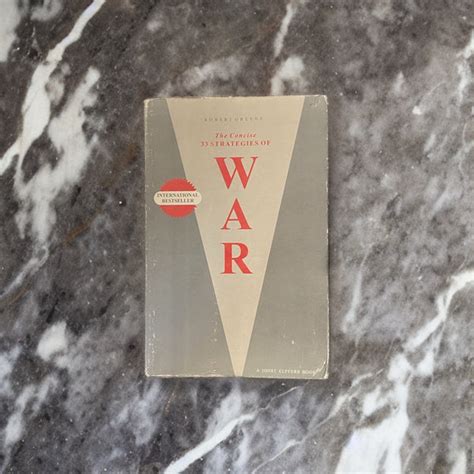 ROBERT GREENE
The Concise
33 STRATEGIES OF
W
A
R
INTERNATIONAL
BESTSELLER
A JOOST ELFFERS BOOK